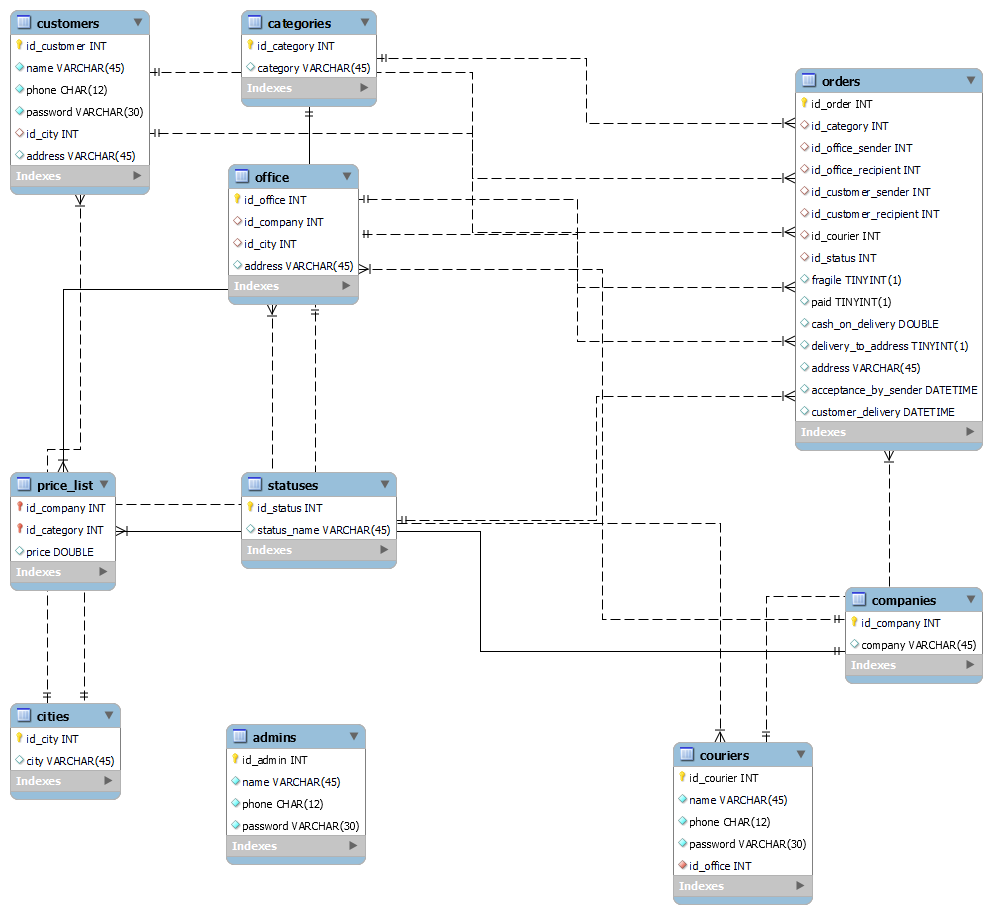 customers
id_customer INT
name VARCHAR(45)
phone CHAR(12)
password VARCHAR(30)
id_city INT
address VARCHAR(45)
Indexes
categories
id_category INT
category VARCHAR(45)
Indexes
orders
id_order INT
id_category INT
id_office_sender INT
id_office_recipient INT
id_customer_sender INT
id_customer_recipient INT
id_courier INT
id_status INT
fragile TINYINT(1)
paid TINYINT(1)
cash_on_delivery DOUBLE
delivery_to_address TINYINT(1)
address VARCHAR(45)
acceptance_by_sender DATETIME
customer_delivery DATETIME
Indexes
office
id_office INT
id_company INT
id_city INT
address VARCHAR(45)
Indexes
price_list
id_company INT
id_category INT
price DOUBLE
Indexes
statuses
id_status INT
status_name VARCHAR(45)
Indexes
companies
id_company INT
company VARCHAR(45)
Indexes
cities
id_city INT
city VARCHAR(45)
Indexes
admins
id_admin INT
name VARCHAR(45)
phone CHAR(12)
password VARCHAR(30)
Indexes
couriers
id_courier INT
name VARCHAR(45)
phone CHAR(12)
password VARCHAR(30)
id_office INT
Indexes